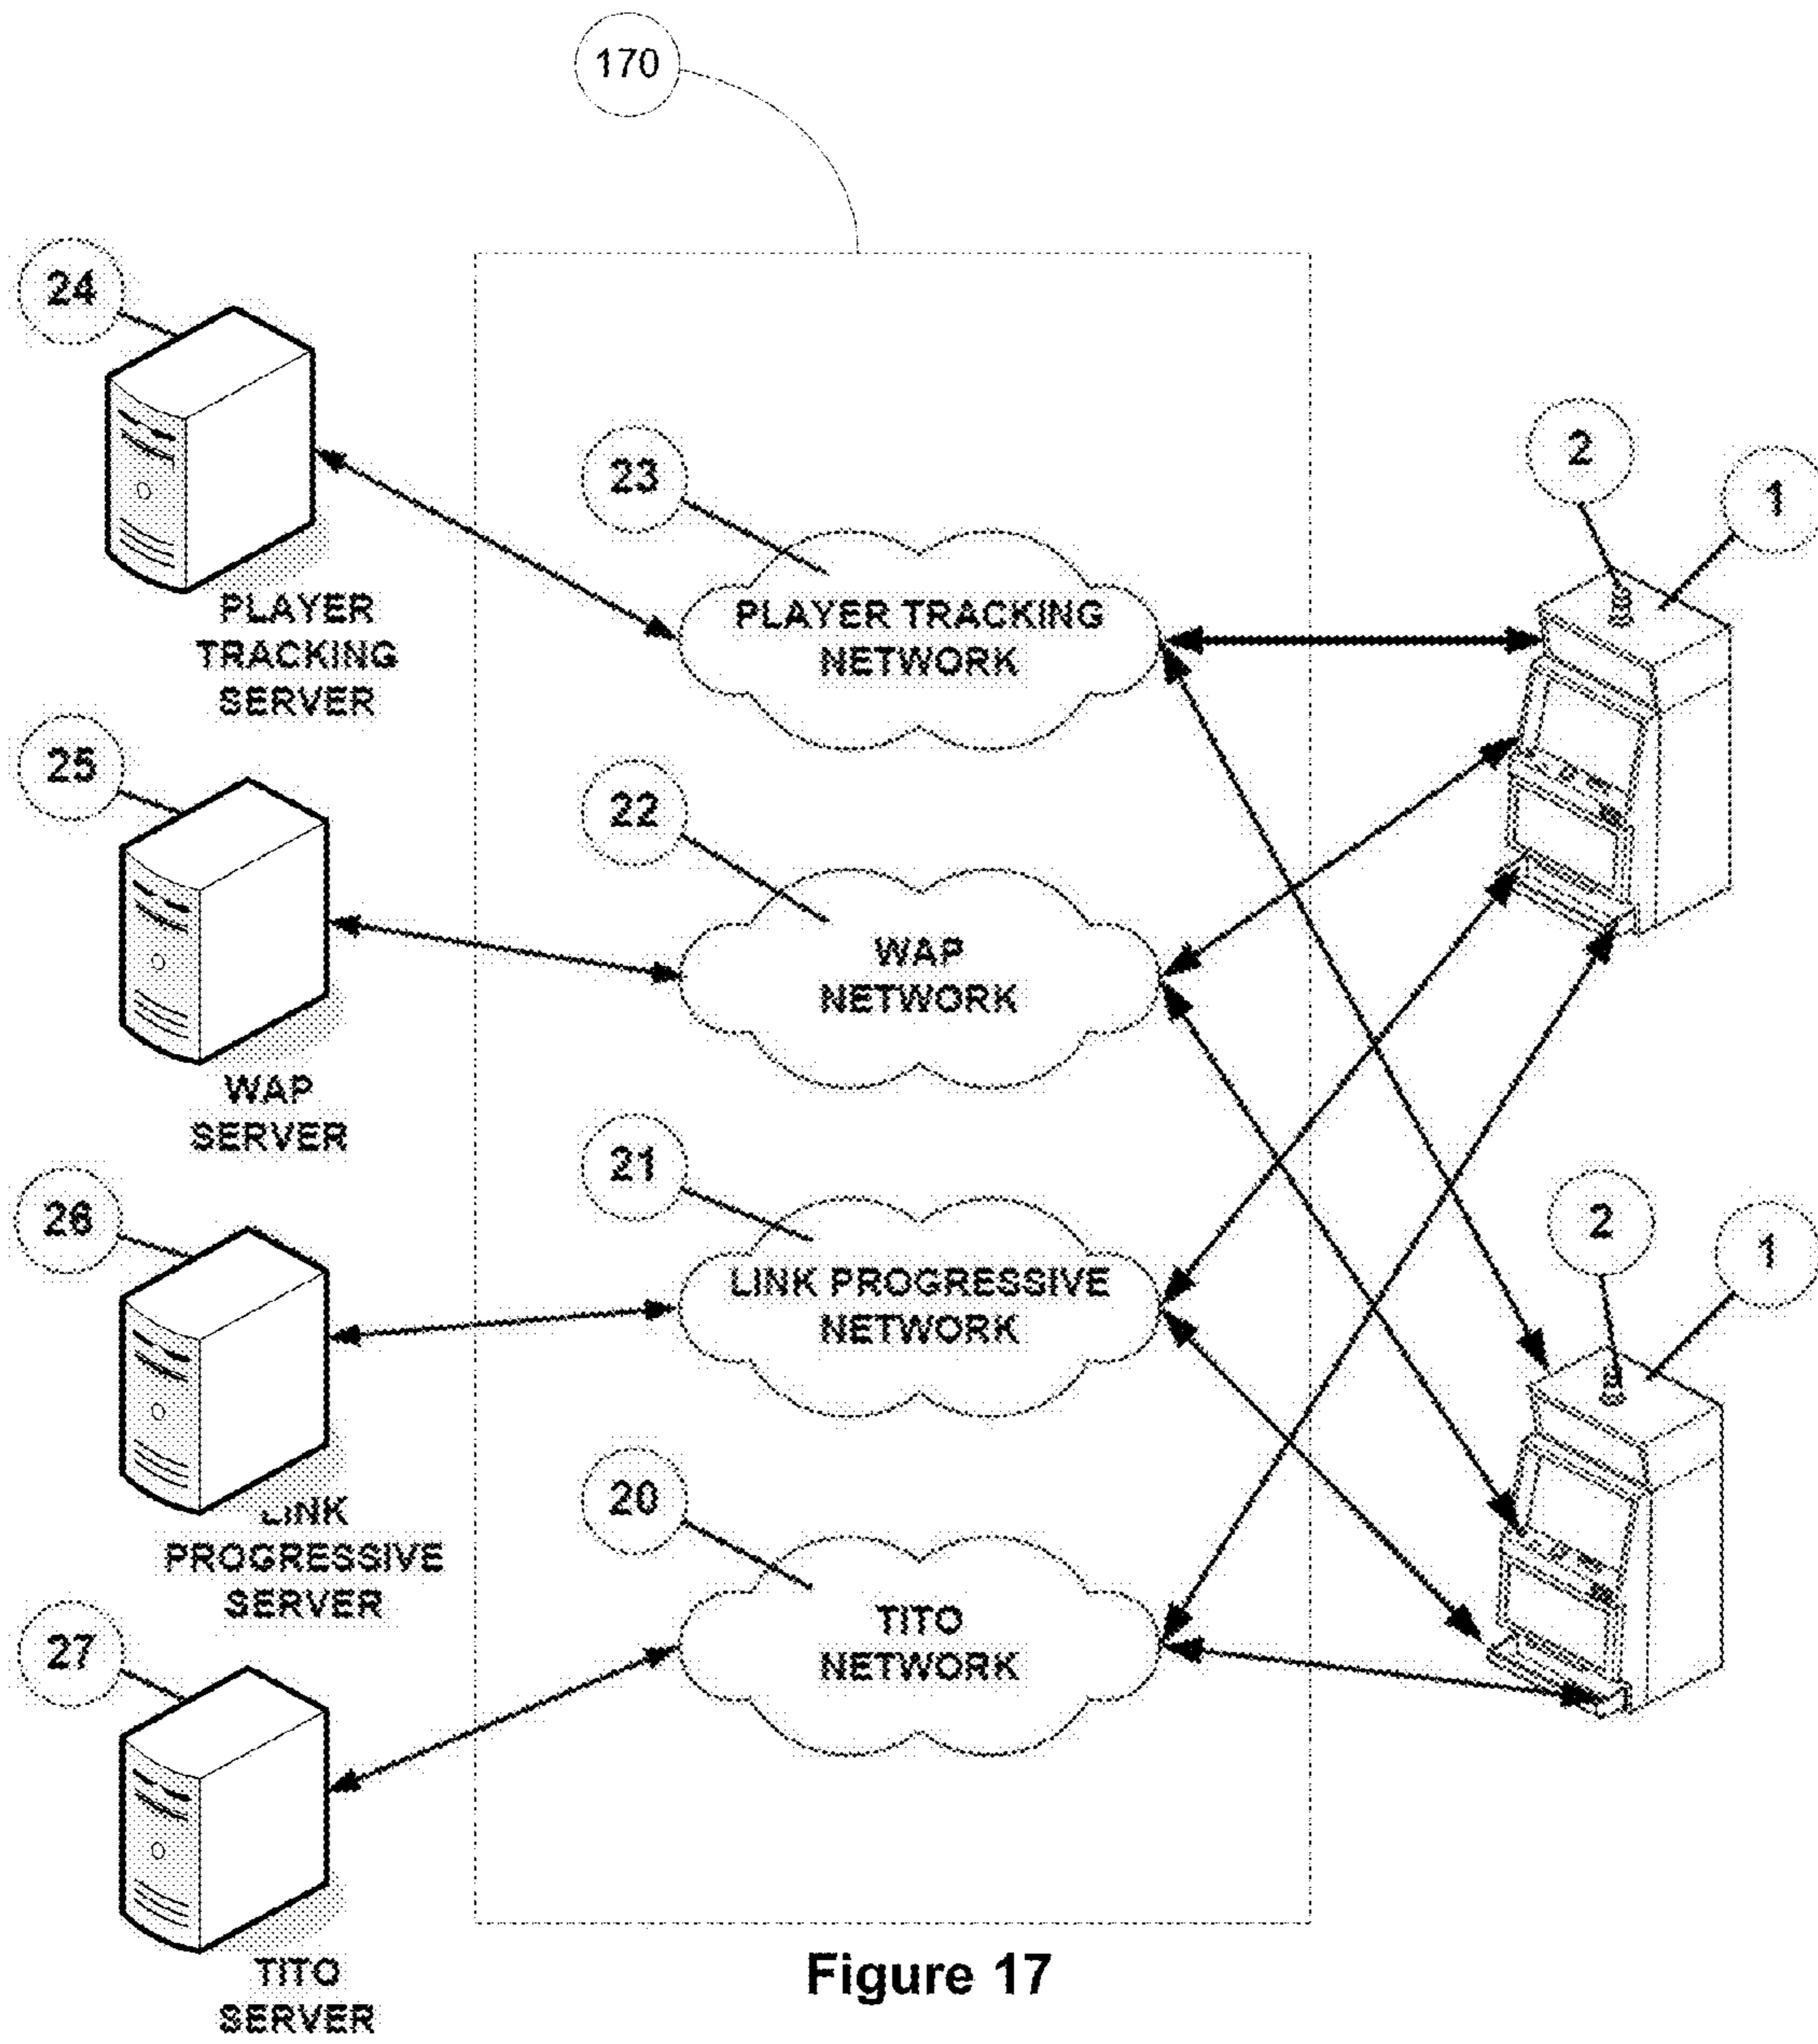 170
24
PLAYER
TRACKING
SERVER
23
PLAYER TRACKING
NETWORK
2
1
25
WAP
SERVER
22
WAP
NETWORK
26
LINK
PROGRESSIVE
SERVER
21
LINK PROGRESSIVE
NETWORK
2
1
27
TITO
SERVER
20
TITO
NETWORK
Figure 17